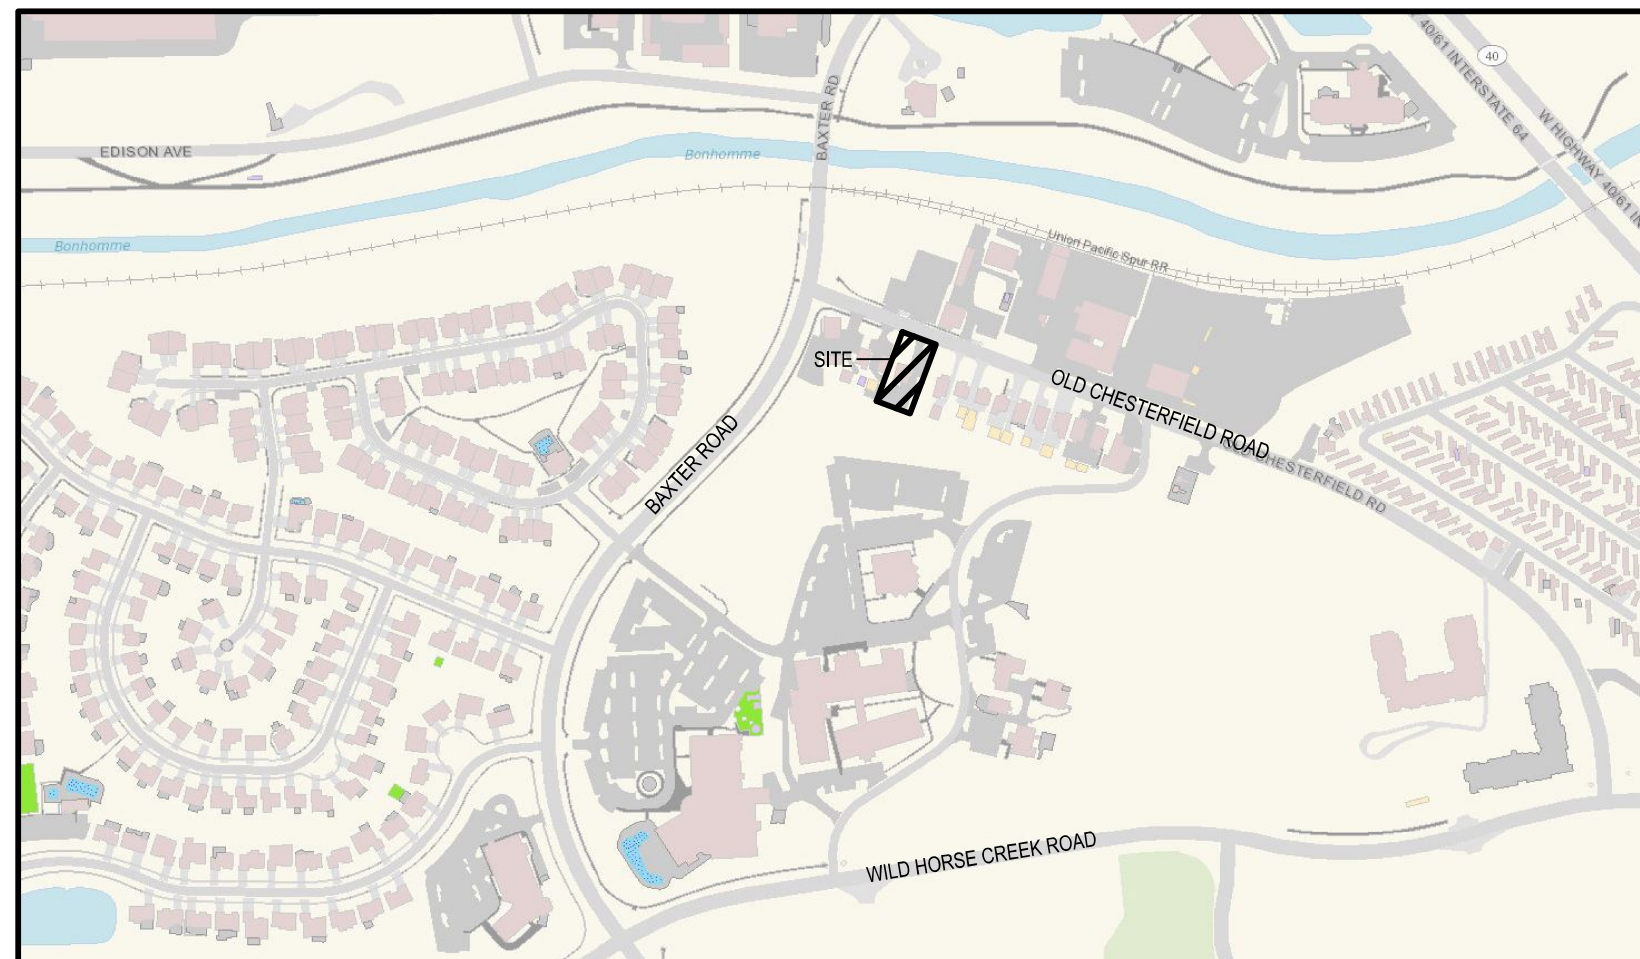 40
40/61 INTERSTATE 64
W HIGHWAY 40/61 IN
BAXTER RD
EDISON AVE
Bonhomme
Bonhomme
Union Pacific Spur RR
SITE
OLD CHESTERFIELD ROAD
CHESTERFIELD RD
BAXTER ROAD
WILD HORSE CREEK ROAD